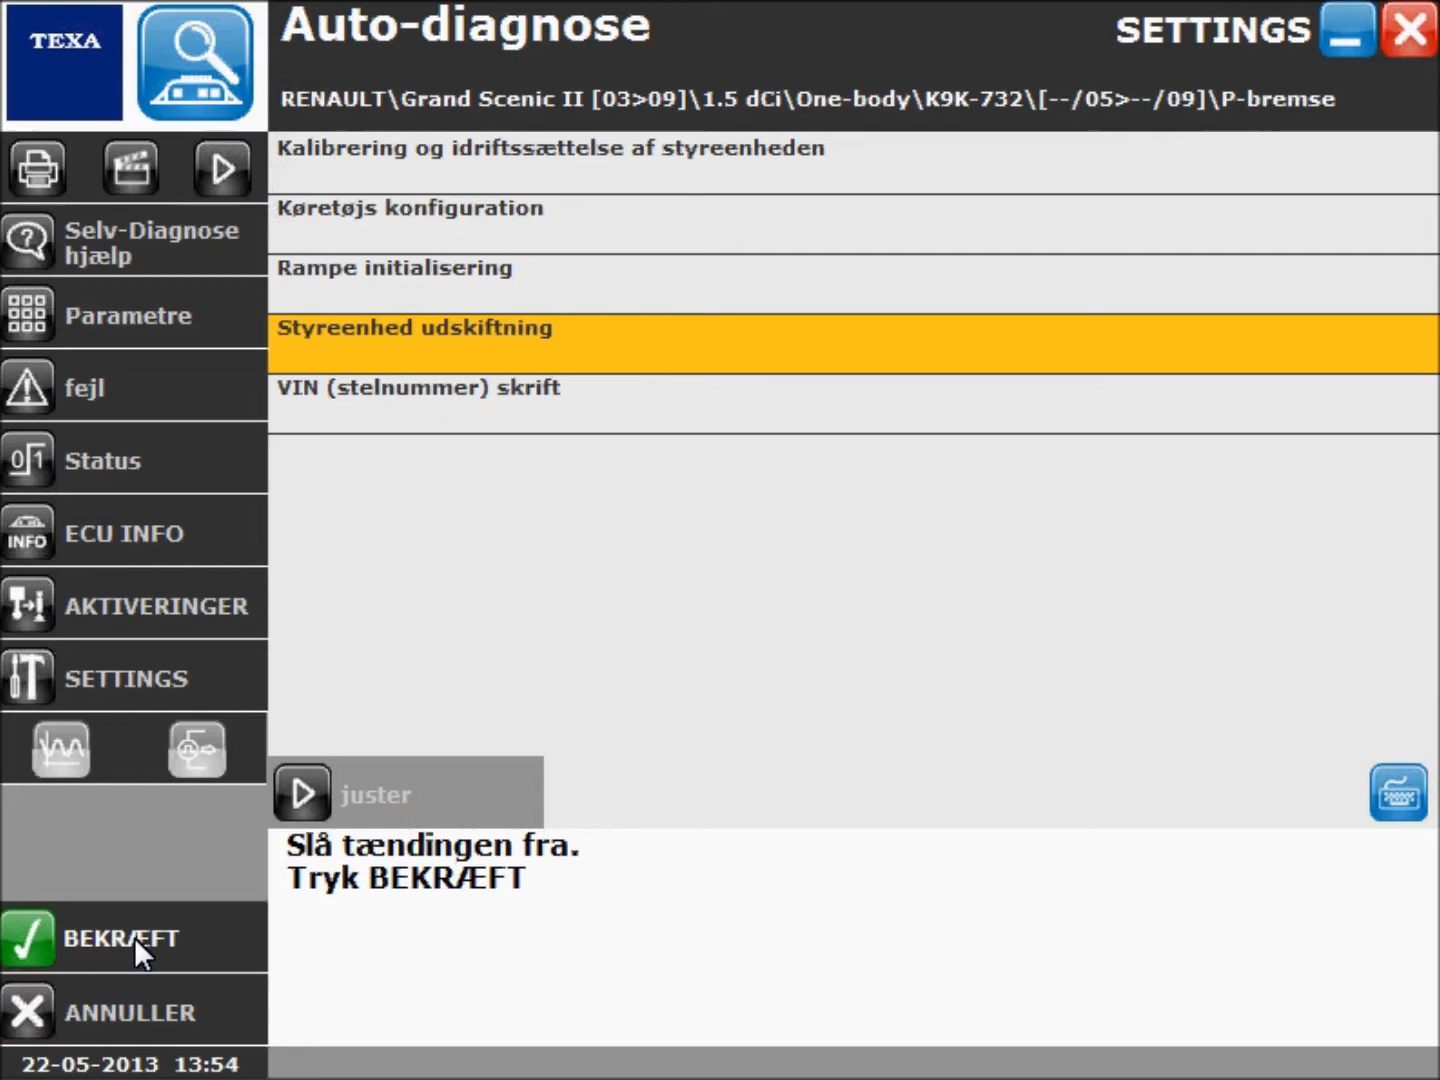 TEXA
Auto-diagnose
SETTINGS
RENAULT\Grand Scenic II [03>09]\1.5 dCi\One-body\K9K-732\[--/05>--/09]\P-bremse
Kalibrering og idriftssættelse af styreenheden
Køretøjs konfiguration
Rampe initialisering
Styreenhed udskiftning
VIN (stelnummer) skrift
Selv-Diagnose
hjælp
Parametre
fejl
0 1
Status
INFO
ECU INFO
AKTIVERINGER
SETTINGS
juster
Slå tændingen fra.
Tryk BEKRÆFT
BEKRÆFT
ANNULLER
22-05-2013 13:54